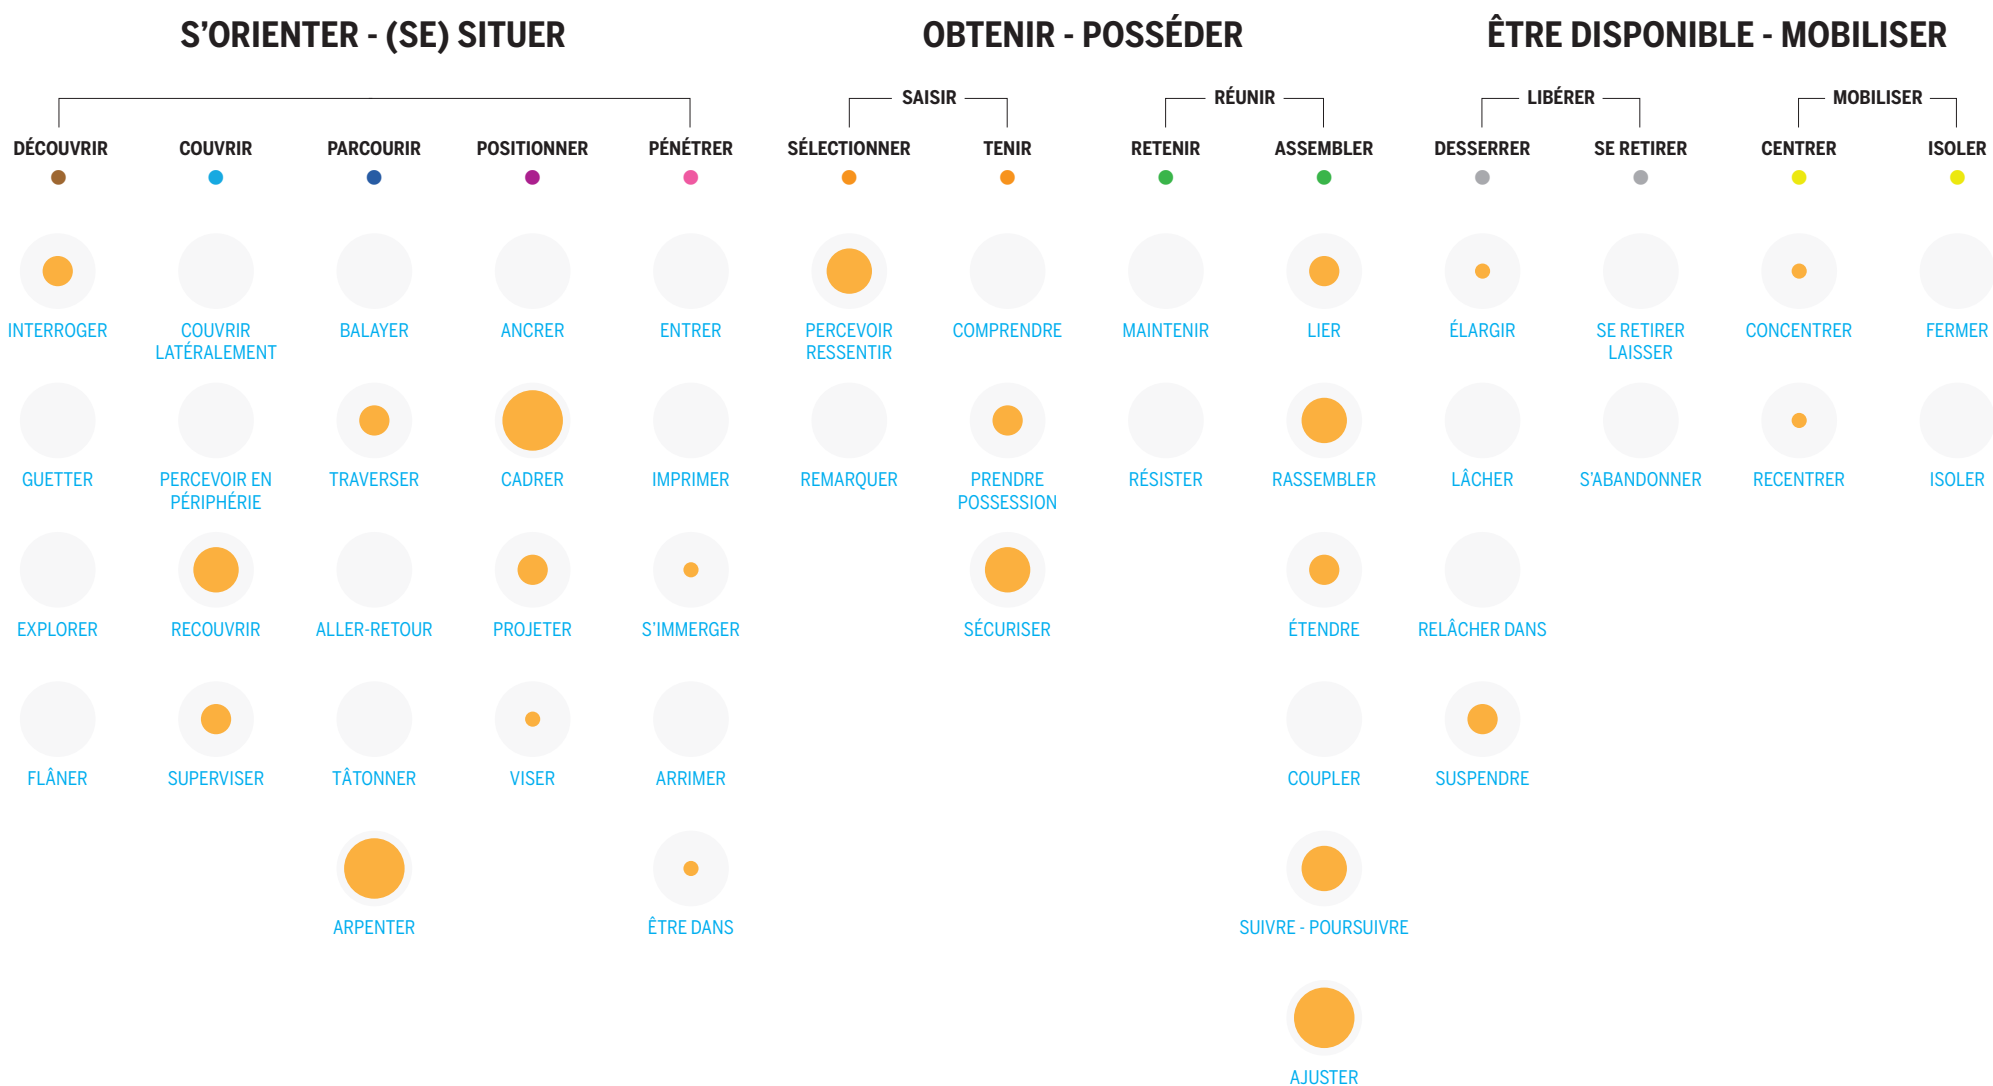 S’ORIENTER - (SE) SITUER
OBTENIR - POSSÉDER
ÊTRE DISPONIBLE - MOBILISER
SAISIR
RÉUNIR
LIBÉRER
MOBILISER
DÉCOUVRIR
COUVRIR
PARCOURIR
POSITIONNER
PÉNÉTRER
SÉLECTIONNER
TENIR
RETENIR
ASSEMBLER
DESSERRER
SE RETIRER
CENTRER
ISOLER
INTERROGER
COUVRIR
LATÉRALEMENT
BALAYER
ANCRER
ENTRER
PERCEVOIR
RESSENTIR
COMPRENDRE
MAINTENIR
LIER
ÉLARGIR
SE RETIRER
LAISSER
CONCENTRER
FERMER
GUETTER
PERCEVOIR EN
PÉRIPHÉRIE
TRAVERSER
CADRER
IMPRIMER
REMARQUER
PRENDRE
POSSESSION
RÉSISTER
RASSEMBLER
LÂCHER
S’ABANDONNER
RECENTRER
ISOLER
EXPLORER
RECOUVRIR
ALLER-RETOUR
PROJETER
S’IMMERGER
SÉCURISER
ÉTENDRE
RELÂCHER DANS
FLÂNER
SUPERVISER
TÂTONNER
VISER
ARRIMER
COUPLER
SUSPENDRE
ARPENTER
ÊTRE DANS
SUIVRE - POURSUIVRE
AJUSTER